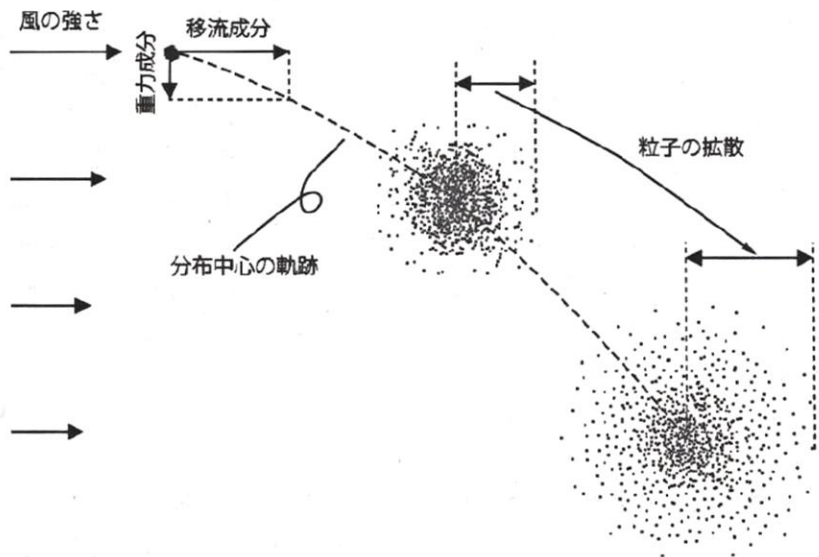 風の強さ
移流成分
重力成分
粒子の拡散
分布中心の軌跡